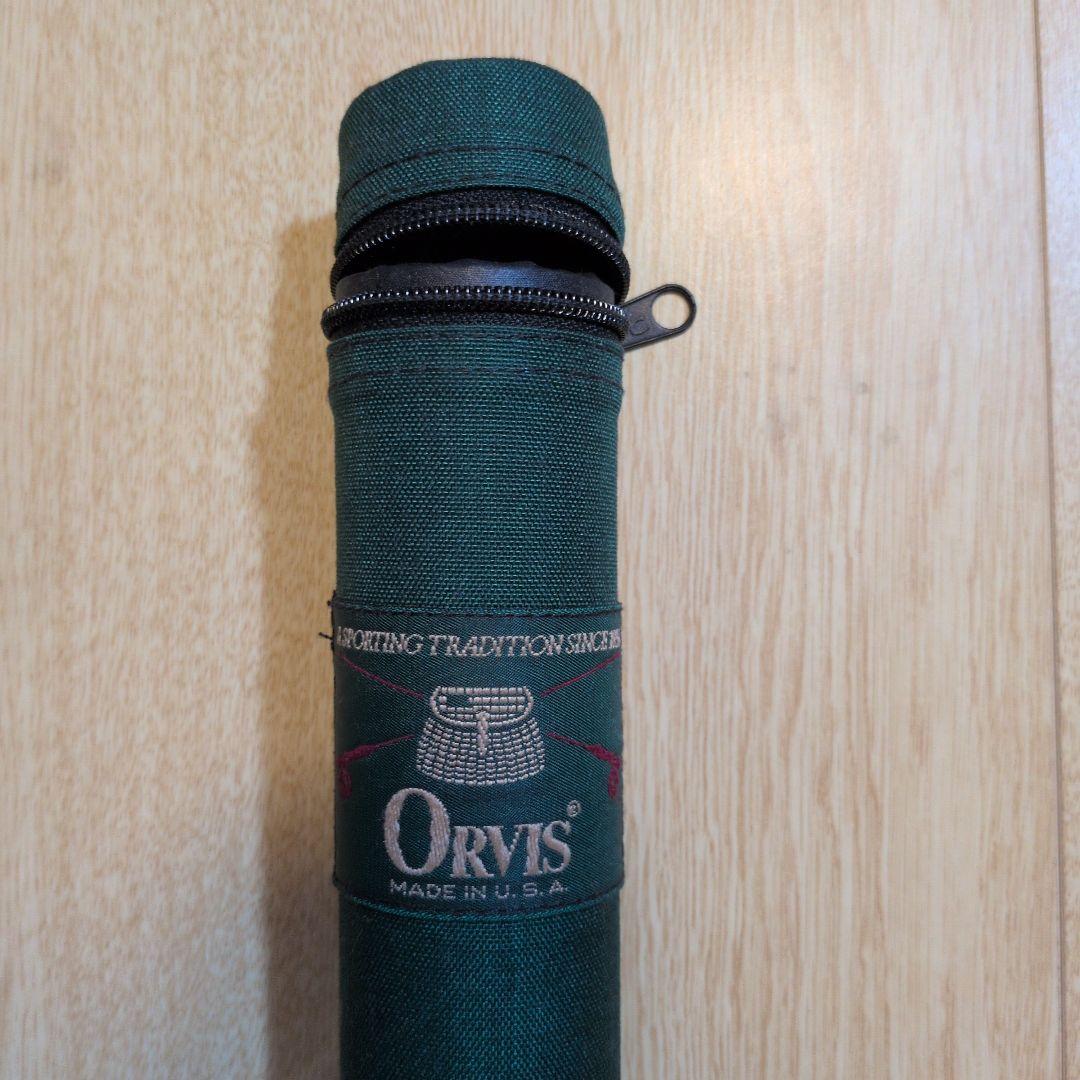 SPORTING TRADITION SINCE
ORVIS®
MADE IN U.S.A.